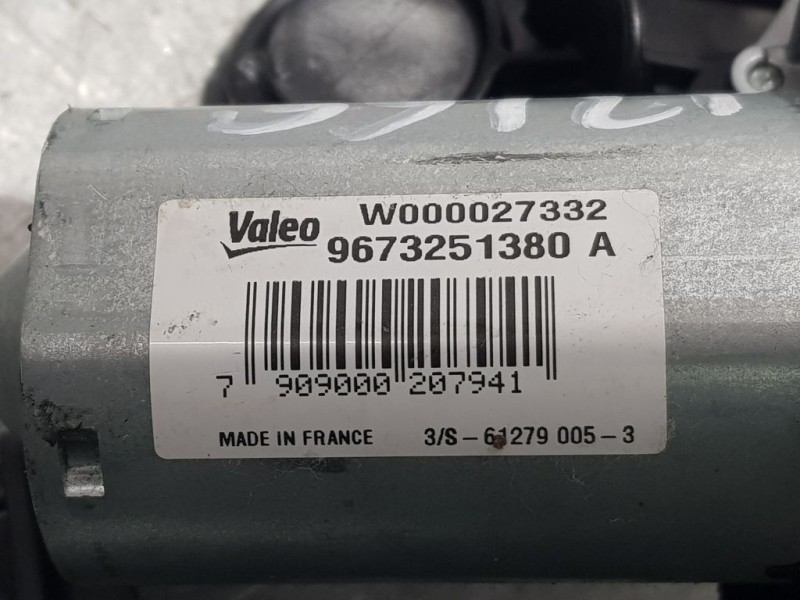 Valeo W000027332
9673251380 A
7 909000 207941
MADE IN FRANCE 3/S-61279 005-3